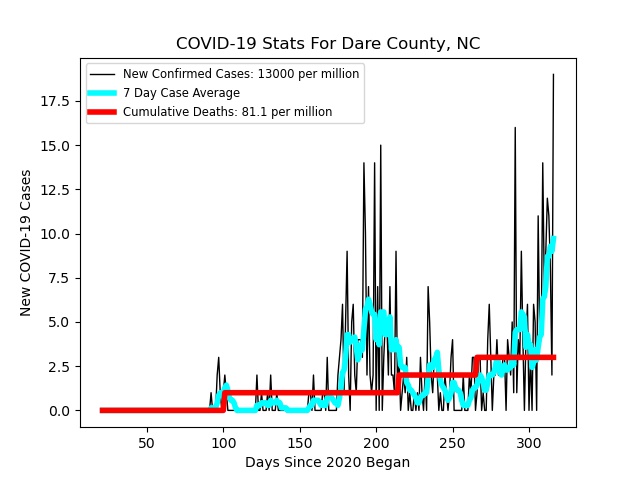 COVID-19 Stats For Dare County, NC
New Confirmed Cases: 13000 per million
7 Day Case Average
Cumulative Deaths: 81.1 per million
New COVID-19 Cases
17.5
15.0
12.5
10.0
7.5
5.0
2.5
0.0
50 100 150 200 250 300
Days Since 2020 Began